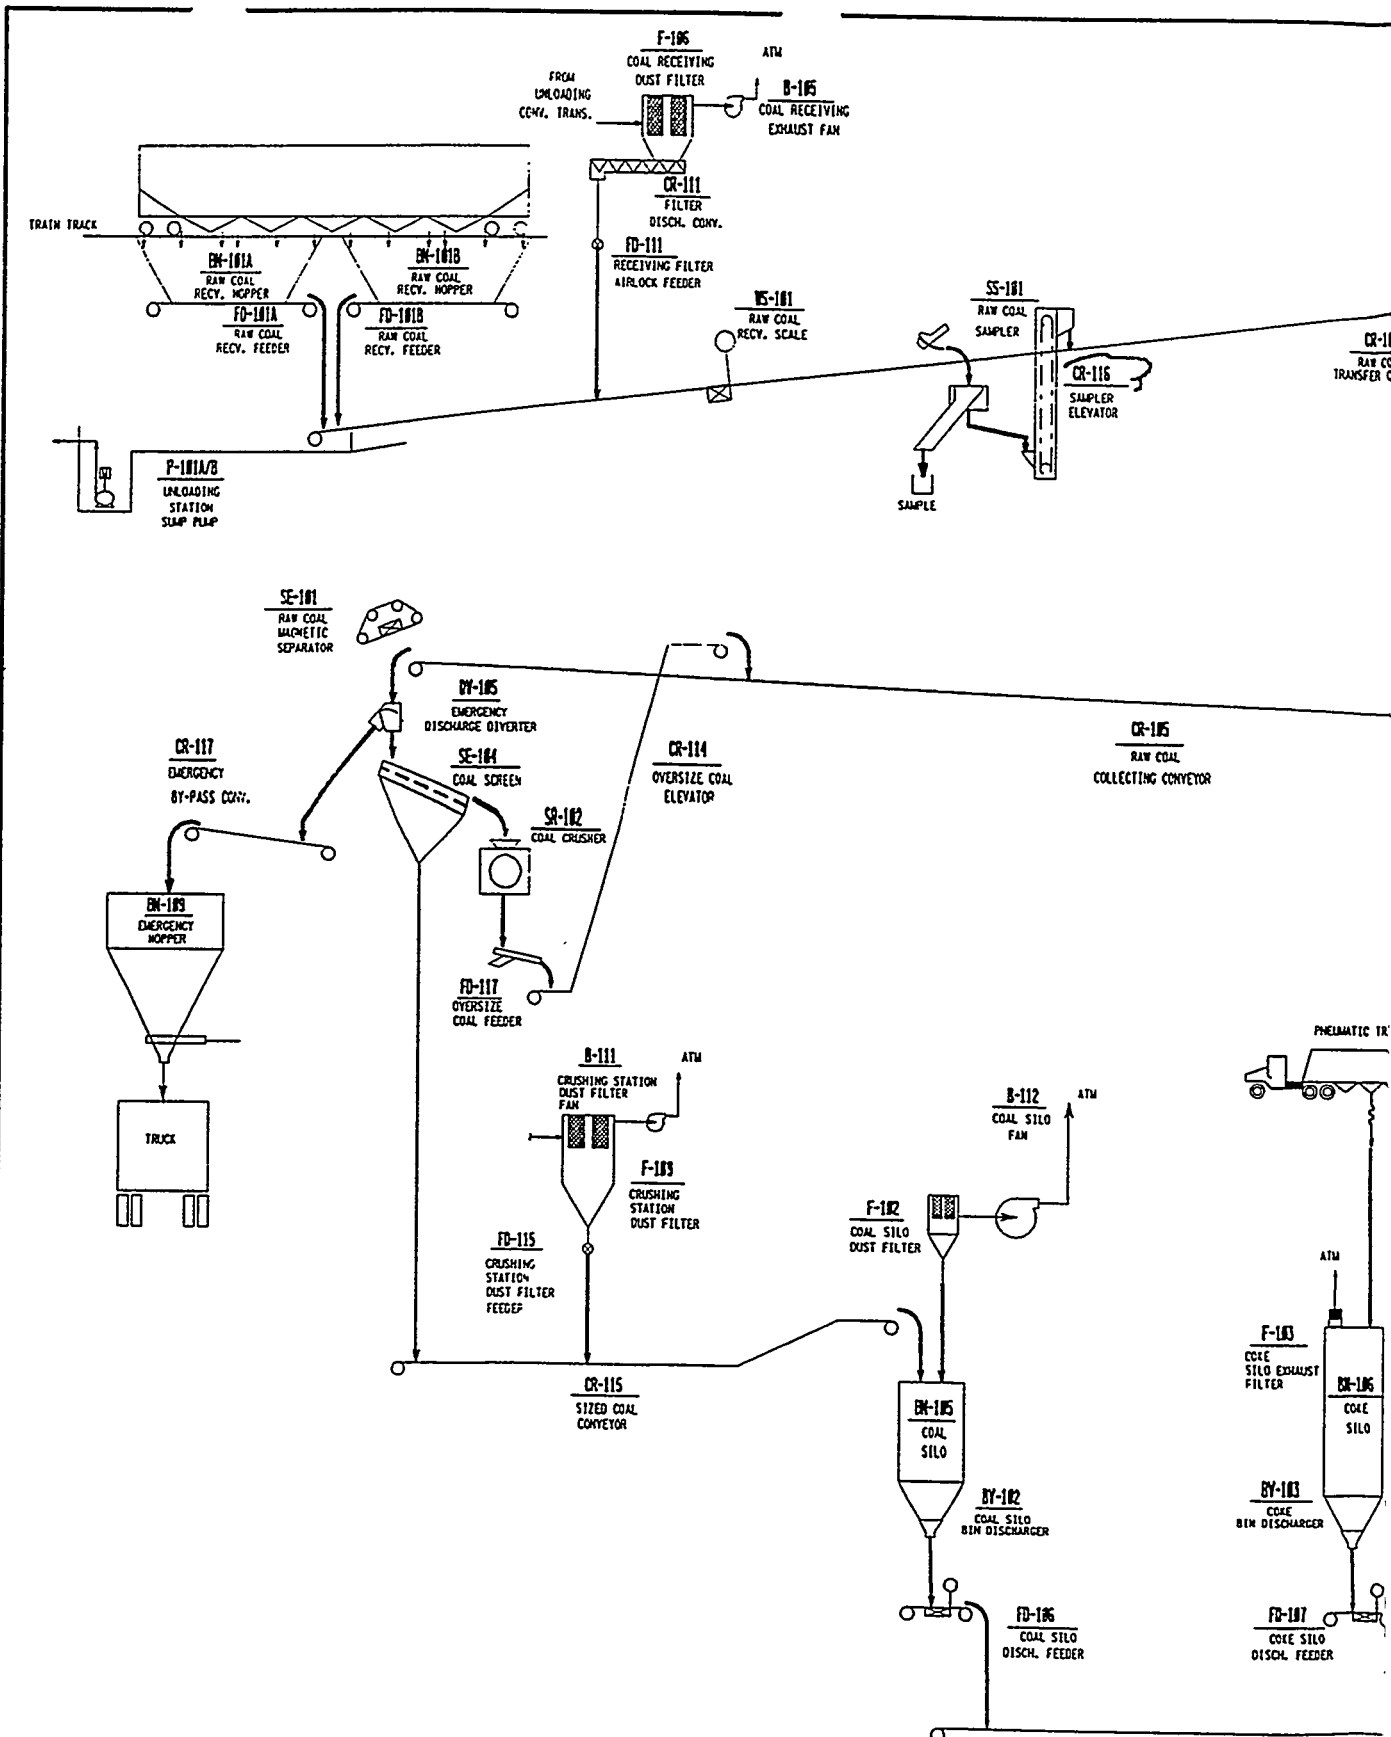 F-106
COAL RECEIVING
DUST FILTER
ATM
FROM
UNLOADING
CONV. TRANS.
B-105
COAL RECEIVING
EXHAUST FAN
CR-111
FILTER
DISCH. CONV.
TRAIN TRACK
BN-101A
RAW COAL
RECV. HOPPER
BN-101B
RAW COAL
RECV. HOPPER
FD-111
RECEIVING FILTER
AIRLOCK FEEDER
FD-101A
RAW COAL
RECV. FEEDER
FD-101B
RAW COAL
RECV. FEEDER
WS-101
RAW COAL
RECV. SCALE
SS-101
RAW COAL
SAMPLER
CR-116
SAMPLER
ELEVATOR
RAW CO
TRANSFER C
P-101A/B
UNLOADING
STATION
SUMP PUMP
SAMPLE
SE-101
RAW COAL
MAGNETIC
SEPARATOR
DV-105
EMERGENCY
DISCHARGE DIVERTER
CR-117
EMERGENCY
BY-PASS CONV.
SE-104
COAL SCREEN
CR-114
OVERSIZE COAL
ELEVATOR
CR-105
RAW COAL
COLLECTING CONVEYOR
SR-102
COAL CRUSHER
BN-109
EMERGENCY
HOPPER
FD-117
OVERSIZE
COAL FEEDER
TRUCK
B-111
CRUSHING STATION
DUST FILTER
FAN
ATM
F-109
CRUSHING
STATION
DUST FILTER
FD-115
CRUSHING
STATION
DUST FILTER
FEEDER
B-112
COAL SILO
FAN
ATM
F-102
COAL SILO
DUST FILTER
PNEUMATIC TR
ATM
F-103
COKE
SILO EXHAUST
FILTER
BN-106
COKE
SILO
CR-115
SIZED COAL
CONVEYOR
BN-105
COAL
SILO
BV-102
COAL SILO
BIN DISCHARGER
BV-103
COKE
BIN DISCHARGER
FD-106
COAL SILO
DISCH. FEEDER
FD-107
COKE SILO
DISCH. FEEDER